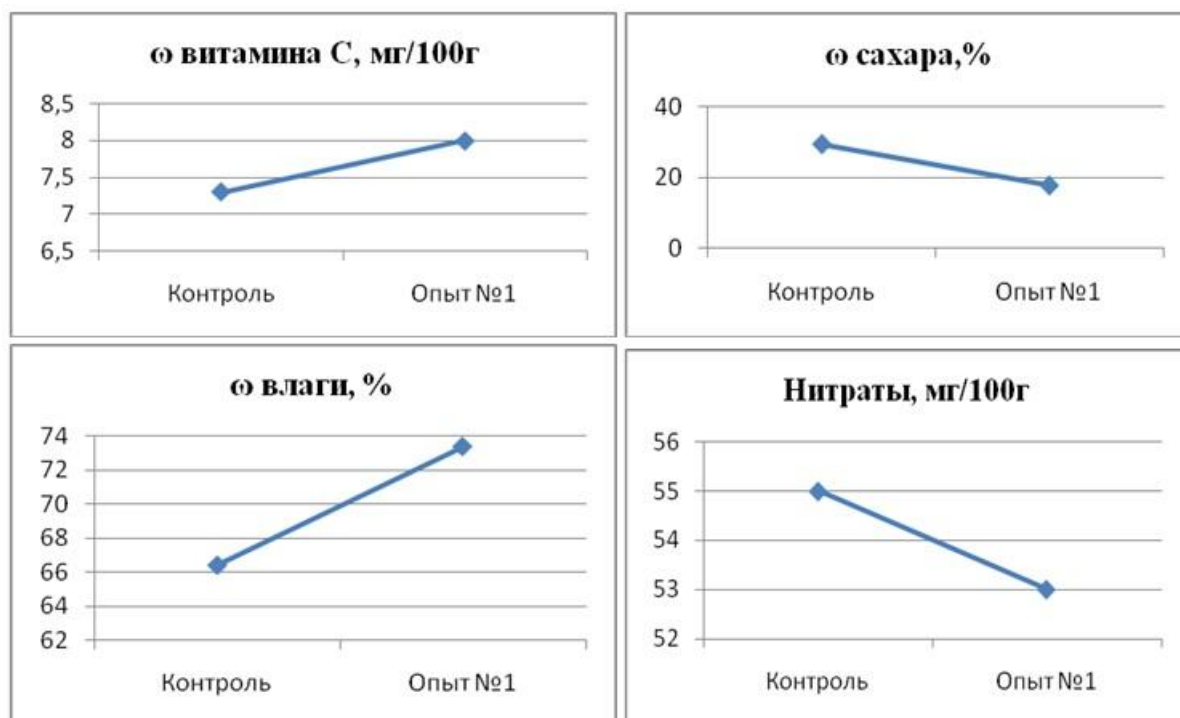 ω витамина С, мг/100г
8,5
8
7,5
7
6,5
Контроль Опыт №1
ω сахара,%
40
20
0
Контроль Опыт №1
ω влаги, %
74
72
70
68
66
64
62
Контроль Опыт №1
Нитраты, мг/100г
56
55
54
53
52
Контроль Опыт №1